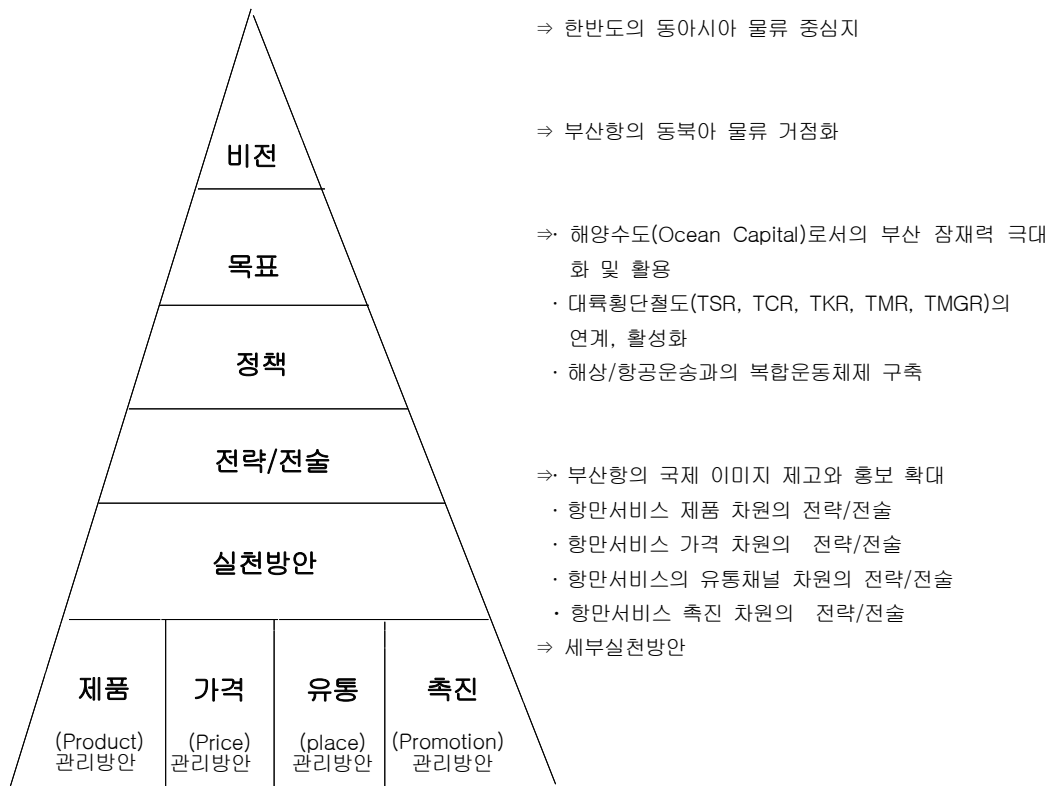 ⇒ 한반도의 동아시아 물류 중심지
⇒ 부산항의 동북아 물류 거점화
비전
⇒· 해양수도(Ocean Capital)로서의 부산 잠재력 극대
화 및 활용
목표
· 대륙횡단철도(TSR, TCR, TKR, TMR, TMGR)의
연계, 활성화
정책
· 해상/항공운송과의 복합운동체제 구축
전략/전술
⇒· 부산항의 국제 이미지 제고와 홍보 확대
· 항만서비스 제품 차원의 전략/전술
· 항만서비스 가격 차원의 전략/전술
실천방안
· 항만서비스의 유통채널 차원의 전략/전술
· 항만서비스 촉진 차원의 전략/전술
⇒ 세부실천방안
제품 가격 유통 촉진
(Product) (Price) (place) (Promotion)
관리방안 관리방안 관리방안 관리방안